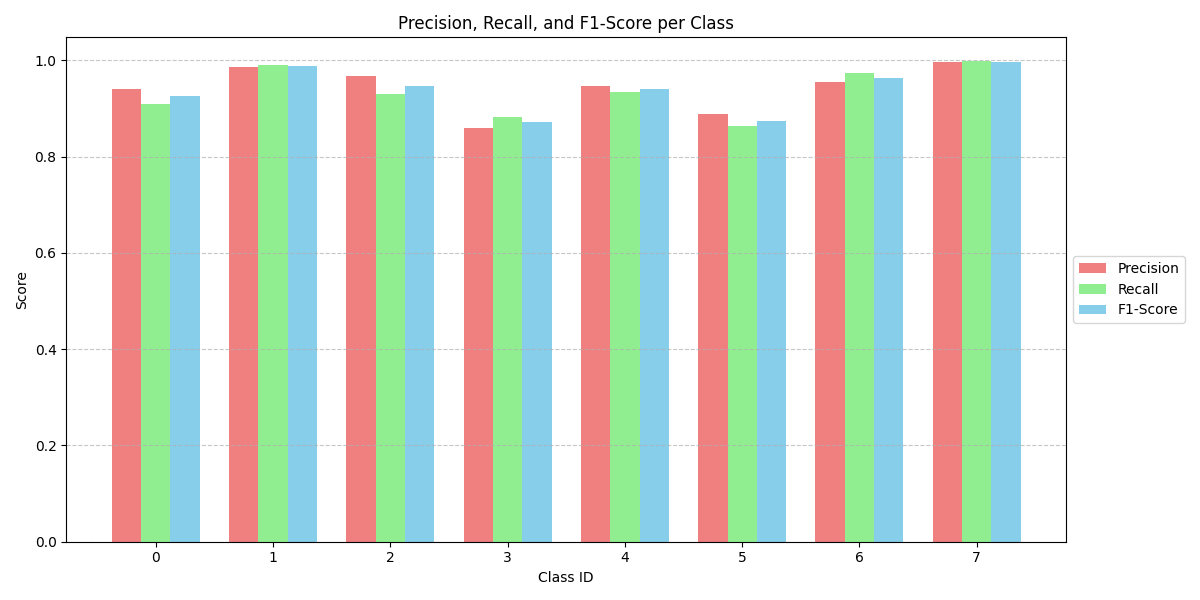 Precision, Recall, and F1-Score per Class
1.0
0.8
0.6
0.4
0.2
0.0
Score
0 1 2 3 4 5 6 7
Class ID
Precision
Recall
F1-Score